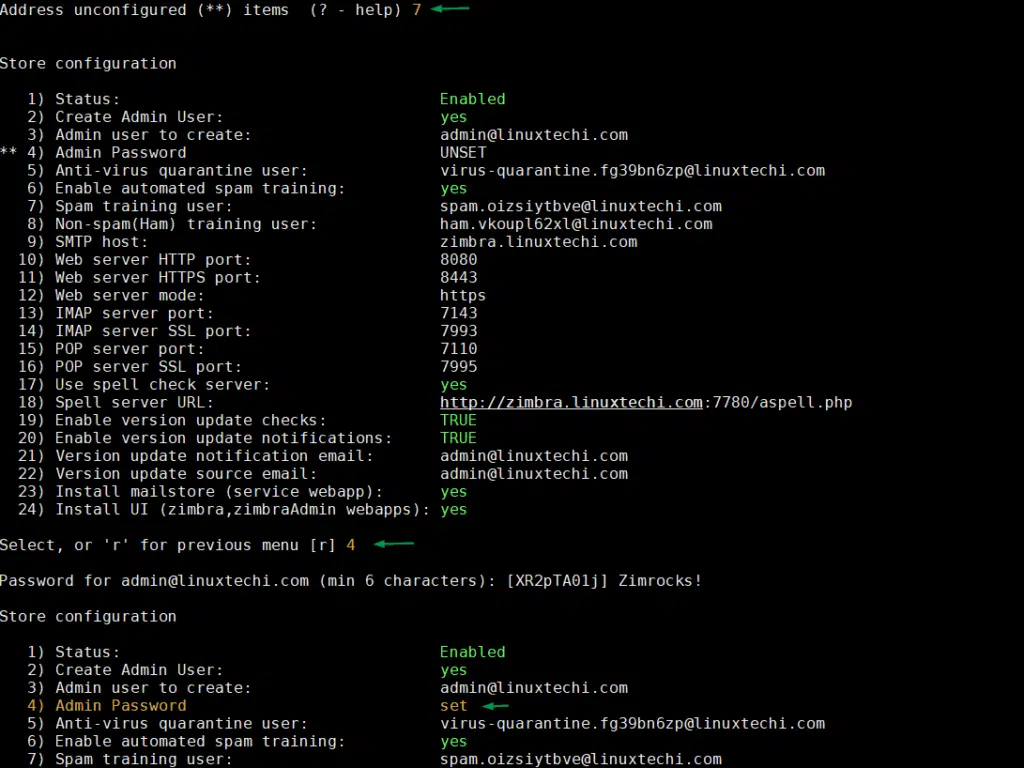 Address unconfigured (**) items  (? - help) 7
Store configuration
   1) Status:                                  Enabled
   2) Create Admin User:                       yes
   3) Admin user to create:                    admin@linuxtechi.com
** 4) Admin Password                           UNSET
   5) Anti-virus quarantine user:              virus-quarantine.fg39bn6zp@linuxtechi.com
   6) Enable automated spam training:          yes
   7) Spam training user:                      spam.oizsiytbve@linuxtechi.com
   8) Non-spam(Ham) training user:             ham.vkoupl62xl@linuxtechi.com
   9) SMTP host:                               zimbra.linuxtechi.com
  10) Web server HTTP port:                    8080
  11) Web server HTTPS port:                   8443
  12) Web server mode:                         https
  13) IMAP server port:                        7143
  14) IMAP server SSL port:                    7993
  15) POP server port:                         7110
  16) POP server SSL port:                     7995
  17) Use spell check server:                  yes
  18) Spell server URL:                        http://zimbra.linuxtechi.com:7780/aspell.php
  19) Enable version update checks:            TRUE
  20) Enable version update notifications:     TRUE
  21) Version update notification email:       admin@linuxtechi.com
  22) Version update source email:             admin@linuxtechi.com
  23) Install mailstore (service webapp):      yes
  24) Install UI (zimbra,zimbraAdmin webapps): yes
Select, or 'r' for previous menu [r] 4
Password for admin@linuxtechi.com (min 6 characters): [XR2pTA01j] Zimrocks!
Store configuration
   1) Status:                                  Enabled
   2) Create Admin User:                       yes
   3) Admin user to create:                    admin@linuxtechi.com
   4) Admin Password                           set
   5) Anti-virus quarantine user:              virus-quarantine.fg39bn6zp@linuxtechi.com
   6) Enable automated spam training:          yes
   7) Spam training user:                      spam.oizsiytbve@linuxtechi.com